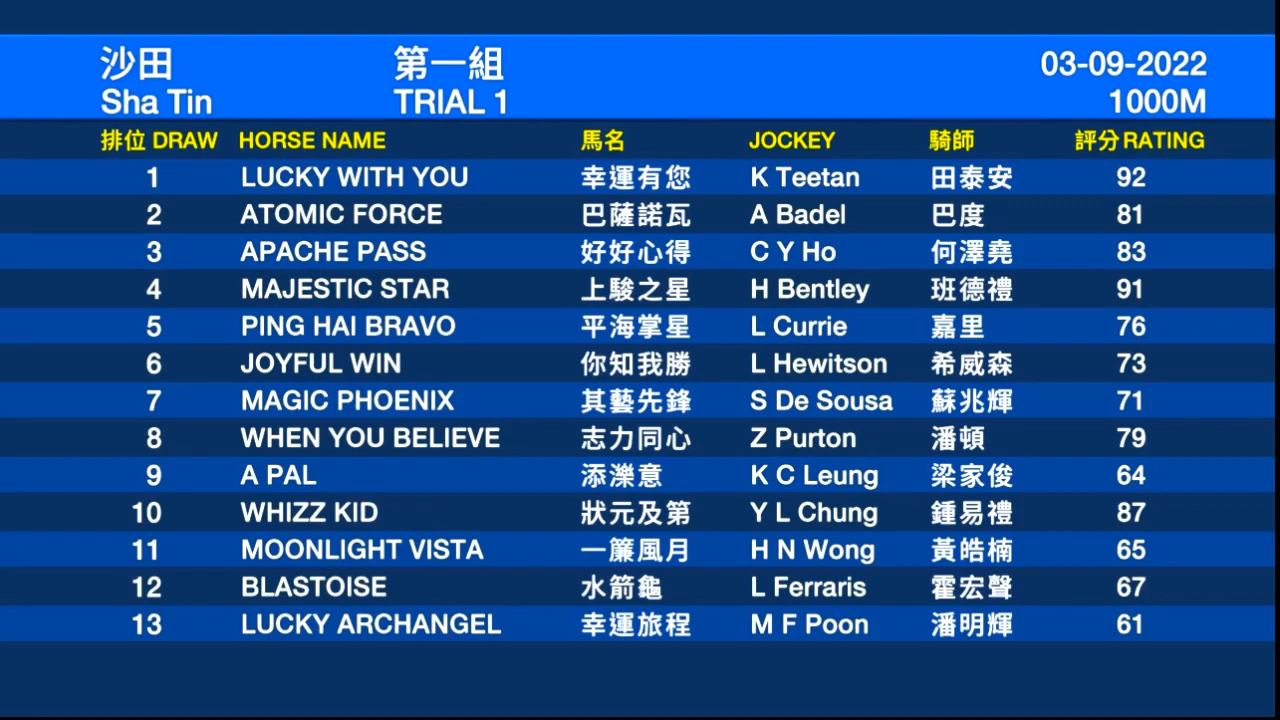 沙田 第一組 03-09-2022
Sha Tin TRIAL 1 1000M
排位 DRAW HORSE NAME 馬名 JOCKEY 騎師 評分 RATING
1 LUCKY WITH YOU 幸運有您 K Teetan 田泰安 92
2 ATOMIC FORCE 巴薩諾瓦 A Badel 巴度 81
3 APACHE PASS 好好心得 C Y Ho 何澤堯 83
4 MAJESTIC STAR 上駿之星 H Bentley 班德禮 91
5 PING HAI BRAVO 平海掌星 L Currie 嘉里 76
6 JOYFUL WIN 你知我勝 L Hewitson 希威森 73
7 MAGIC PHOENIX 其藝先鋒 S De Sousa 蘇兆輝 71
8 WHEN YOU BELIEVE 志力同心 Z Purton 潘頓 79
9 A PAL 添濼意 K C Leung 梁家俊 64
10 WHIZZ KID 狀元及第 Y L Chung 鍾易禮 87
11 MOONLIGHT VISTA 一簾風月 H N Wong 黃皓楠 65
12 BLASTOISE 水箭龜 L Ferraris 霍宏聲 67
13 LUCKY ARCHANGEL 幸運旅程 M F Poon 潘明輝 61